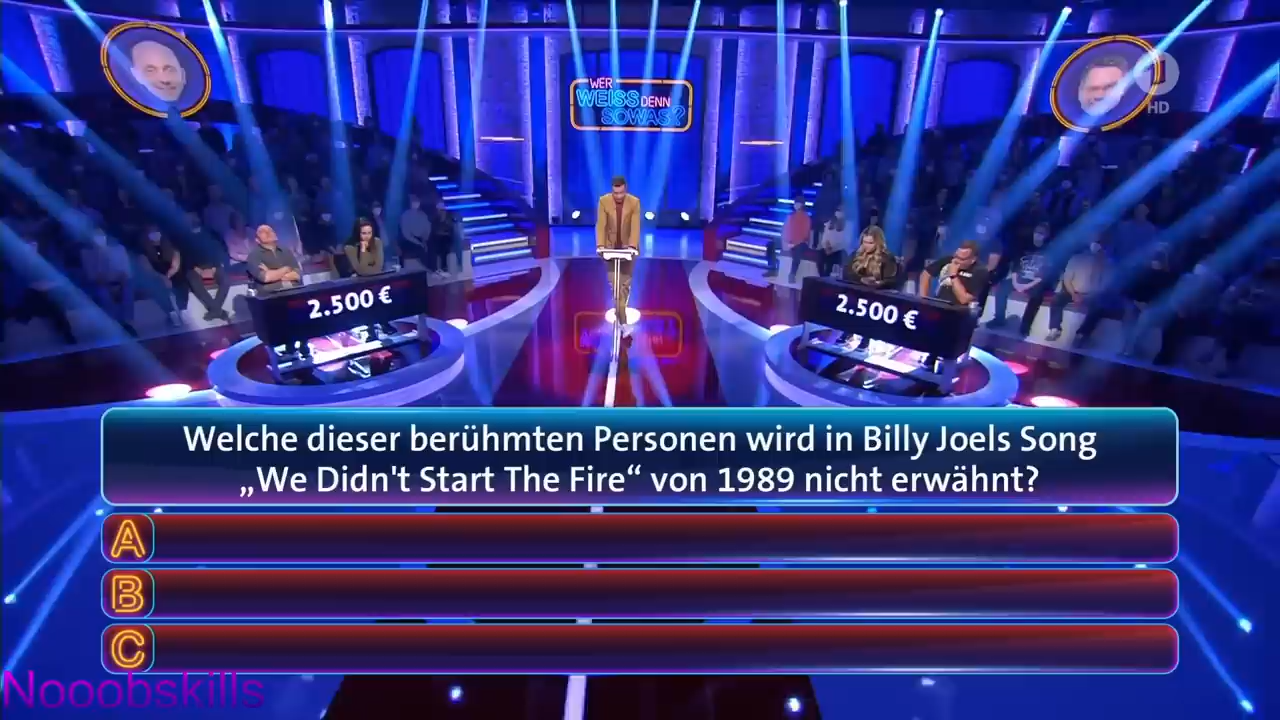 WER
WEISS DENN
SOWAS?
1
HD
2.500 €
2.500 €
Welche dieser berühmten Personen wird in Billy Joels Song
„We Didn't Start The Fire“ von 1989 nicht erwähnt?
A
B
C
Nooobskills